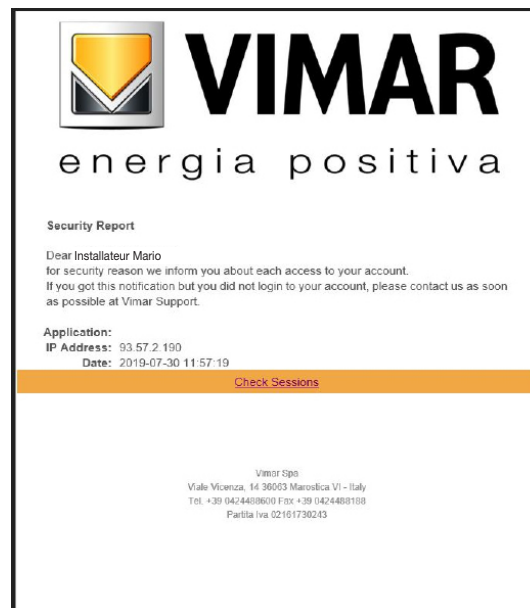 VIMAR
energia positiva
Security Report
Dear Installateur Mario
for security reason we inform you about each access to your account.
If you got this notification but you did not login to your account, please contact us as soon
as possible at Vimar Support.
Application:
IP Address: 93.57.2.190
Date: 2019-07-30 11:57:19
Check Sessions
Vimar Spa
Viale Vicenza, 14 36063 Marostica VI - Italy
Tel. +39 0424488600 Fax +39 0424488188
Partita Iva 02161730243